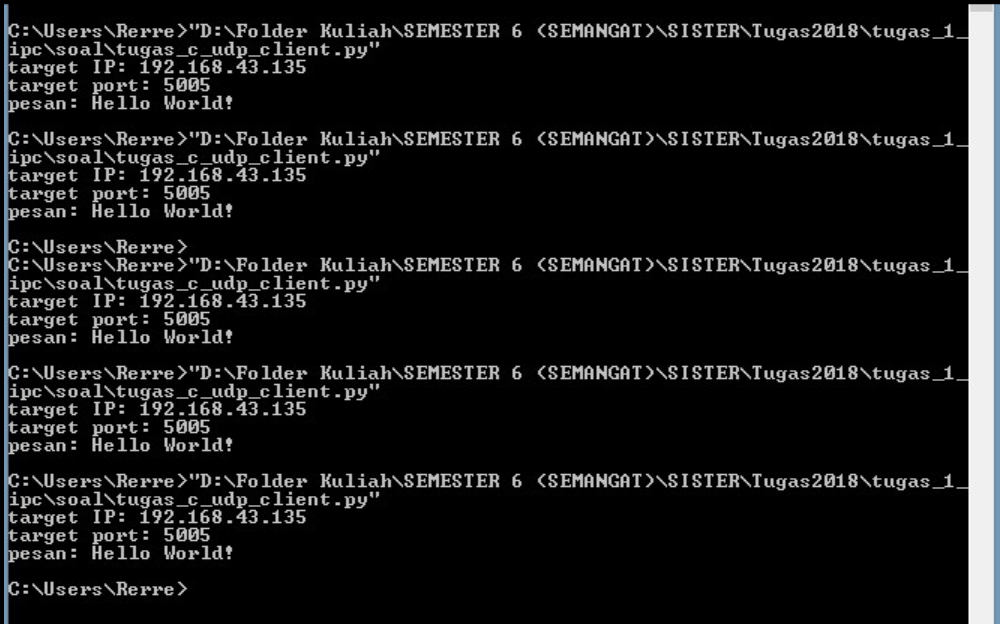 C:\Users\Rerre>"D:\Folder Kuliah\SEMESTER 6 (SEMANGAT)\SISTER\Tugas2018\tugas_1_
ipc\soal\tugas_c_udp_client.py"
target IP: 192.168.43.135
target port: 5005
pesan: Hello World!
C:\Users\Rerre>"D:\Folder Kuliah\SEMESTER 6 (SEMANGAT)\SISTER\Tugas2018\tugas_1_
ipc\soal\tugas_c_udp_client.py"
target IP: 192.168.43.135
target port: 5005
pesan: Hello World!
C:\Users\Rerre>
C:\Users\Rerre>"D:\Folder Kuliah\SEMESTER 6 (SEMANGAT)\SISTER\Tugas2018\tugas_1_
ipc\soal\tugas_c_udp_client.py"
target IP: 192.168.43.135
target port: 5005
pesan: Hello World!
C:\Users\Rerre>"D:\Folder Kuliah\SEMESTER 6 (SEMANGAT)\SISTER\Tugas2018\tugas_1_
ipc\soal\tugas_c_udp_client.py"
target IP: 192.168.43.135
target port: 5005
pesan: Hello World!
C:\Users\Rerre>"D:\Folder Kuliah\SEMESTER 6 (SEMANGAT)\SISTER\Tugas2018\tugas_1_
ipc\soal\tugas_c_udp_client.py"
target IP: 192.168.43.135
target port: 5005
pesan: Hello World!
C:\Users\Rerre>